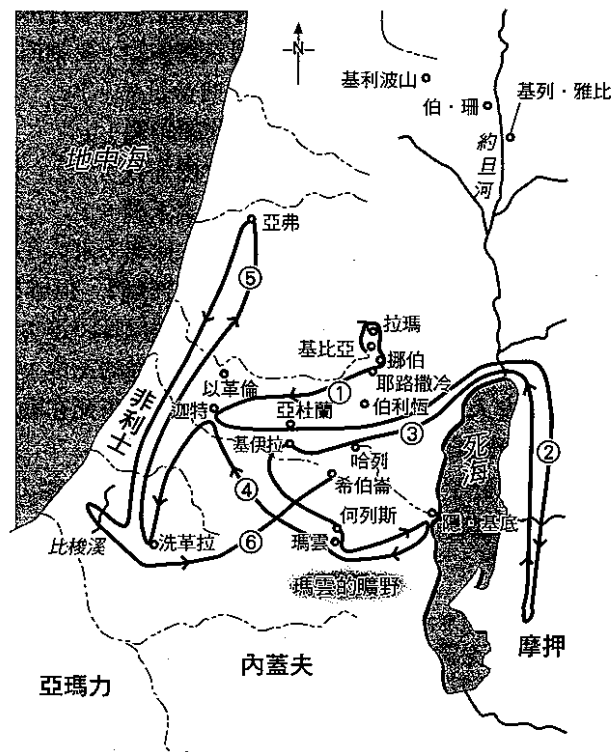 N
基利波山
伯·珊
基列·雅比
約旦河
地中海
亞弗
⑤
拉瑪
基比亞
挪伯
以革倫
耶路撒冷
①
非利士
迦特
亞杜蘭
伯利恆
③
基伊拉
哈列
死海
②
④
希伯崙
何列斯
隱·基底
比梭溪
洗革拉
⑥
瑪雲
瑪雲的曠野
摩押
內蓋夫
亞瑪力